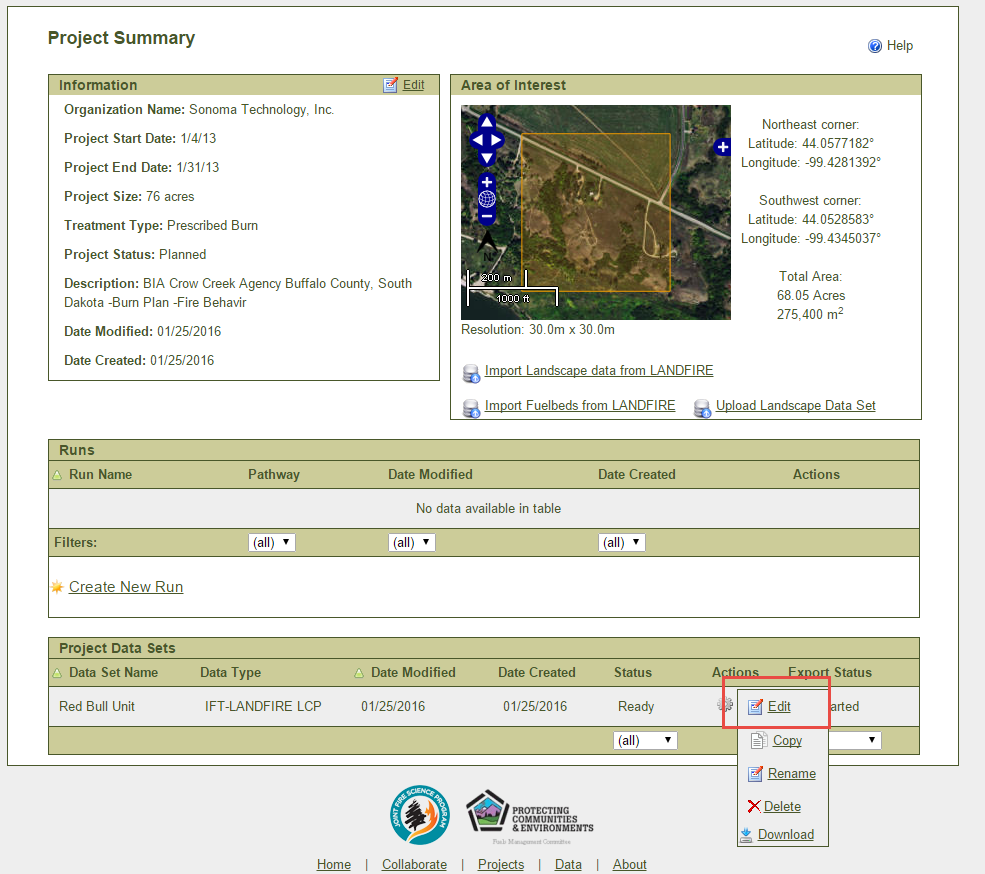 Project Summary
Help
Information
Edit
Organization Name: Sonoma Technology, Inc.
Project Start Date: 1/4/13
Project End Date: 1/31/13
Project Size: 76 acres
Treatment Type: Prescribed Burn
Project Status: Planned
Description: BIA Crow Creek Agency Buffalo County, South
Dakota -Burn Plan -Fire Behavir
Date Modified: 01/25/2016
Date Created: 01/25/2016
Area of Interest
N
200 m
1000 ft
Resolution: 30.0m x 30.0m
Northeast corner:
Latitude: 44.0577182°
Longitude: -99.4281392°
Southwest corner:
Latitude: 44.0528583°
Longitude: -99.4345037°
Total Area:
68.05 Acres
275,400 m2
Import Landscape data from LANDFIRE
Import Fuelbeds from LANDFIRE
Upload Landscape Data Set
Runs
Run Name Pathway Date Modified Date Created Actions
No data available in table
Filters: (all) (all) (all)
Create New Run
Project Data Sets
Data Set Name Data Type Date Modified Date Created Status Actions Export Status
Red Bull Unit IFT-LANDFIRE LCP 01/25/2016 01/25/2016 Ready arted
(all)
Edit
Copy
Rename
Delete
Download
JOINT FIRE SCIENCE PROGRAM
PROTECTING
COMMUNITIES
& ENVIRONMENTS
Fuels Management Committee
Home | Collaborate | Projects | Data | About